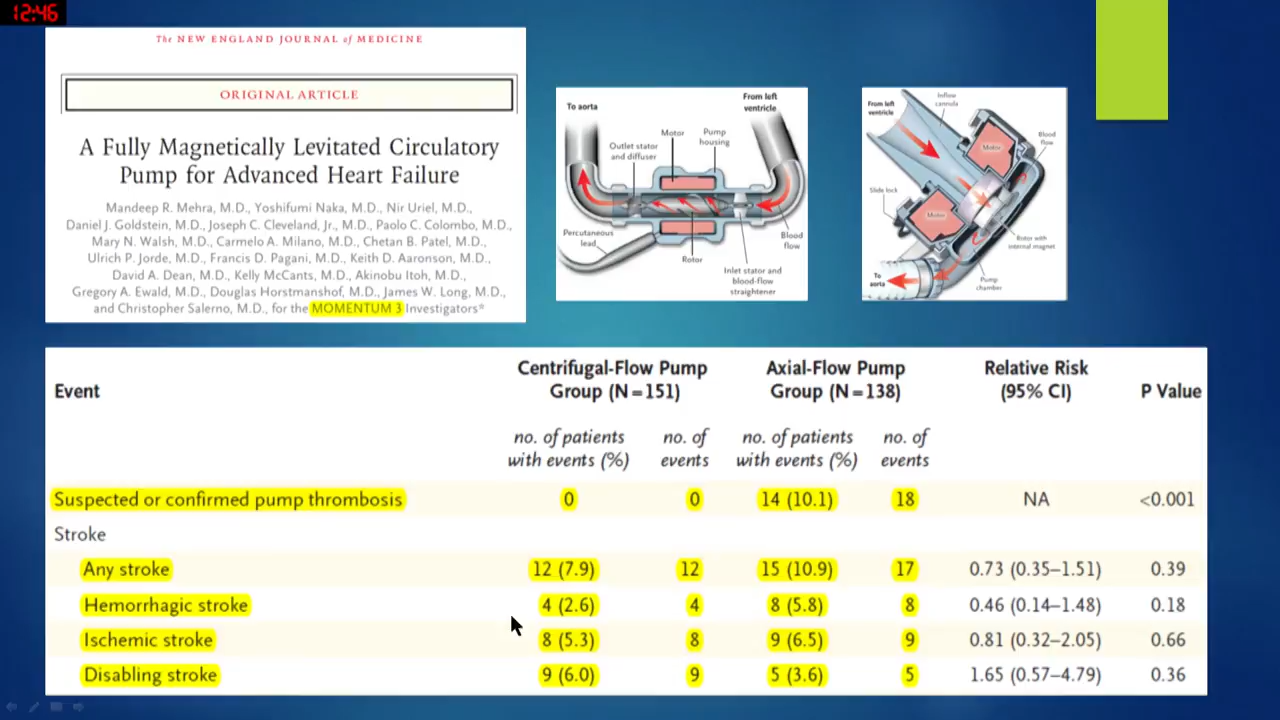 12:46
The NEW ENGLAND JOURNAL of MEDICINE
ORIGINAL ARTICLE
A Fully Magnetically Levitated Circulatory
Pump for Advanced Heart Failure
Mandeep R. Mehra, M.D., Yoshifumi Naka, M.D., Nir Uriel, M.D.,
Daniel J. Goldstein, M.D., Joseph C. Cleveland, Jr., M.D., Paolo C. Colombo, M.D.,
Mary N. Walsh, M.D., Carmelo A. Milano, M.D., Chetan B. Patel, M.D.,
Ulrich P. Jorde, M.D., Francis D. Pagani, M.D., Keith D. Aaronson, M.D.,
David A. Dean, M.D., Kelly McCants, M.D., Akinobu Itoh, M.D.,
Gregory A. Ewald, M.D., Douglas Horstmanshof, M.D., James W. Long, M.D.,
and Christopher Salerno, M.D., for the MOMENTUM 3 Investigators*
To aorta
From left
ventricle
Motor
Pump
housing
Outlet stator
and diffuser
Percutaneous
lead
Rotor
Blood
flow
Inlet stator and
blood-flow
straightener
From left
ventricle
Inflow
cannula
Motor
Blood
flow
Slide lock
Motor
Rotor with
internal magnet
To
aorta
Pump
chamber
Event
Centrifugal-Flow Pump
Group (N=151)
Axial-Flow Pump
Group (N=138)
Relative Risk
(95% CI)
P Value
no. of patients
with events (%)
no. of
events
no. of patients
with events (%)
no. of
events
Suspected or confirmed pump thrombosis 0 0 14 (10.1) 18 NA <0.001
Stroke
Any stroke 12 (7.9) 12 15 (10.9) 17 0.73 (0.35–1.51) 0.39
Hemorrhagic stroke 4 (2.6) 4 8 (5.8) 8 0.46 (0.14–1.48) 0.18
Ischemic stroke 8 (5.3) 8 9 (6.5) 9 0.81 (0.32–2.05) 0.66
Disabling stroke 9 (6.0) 9 5 (3.6) 5 1.65 (0.57–4.79) 0.36